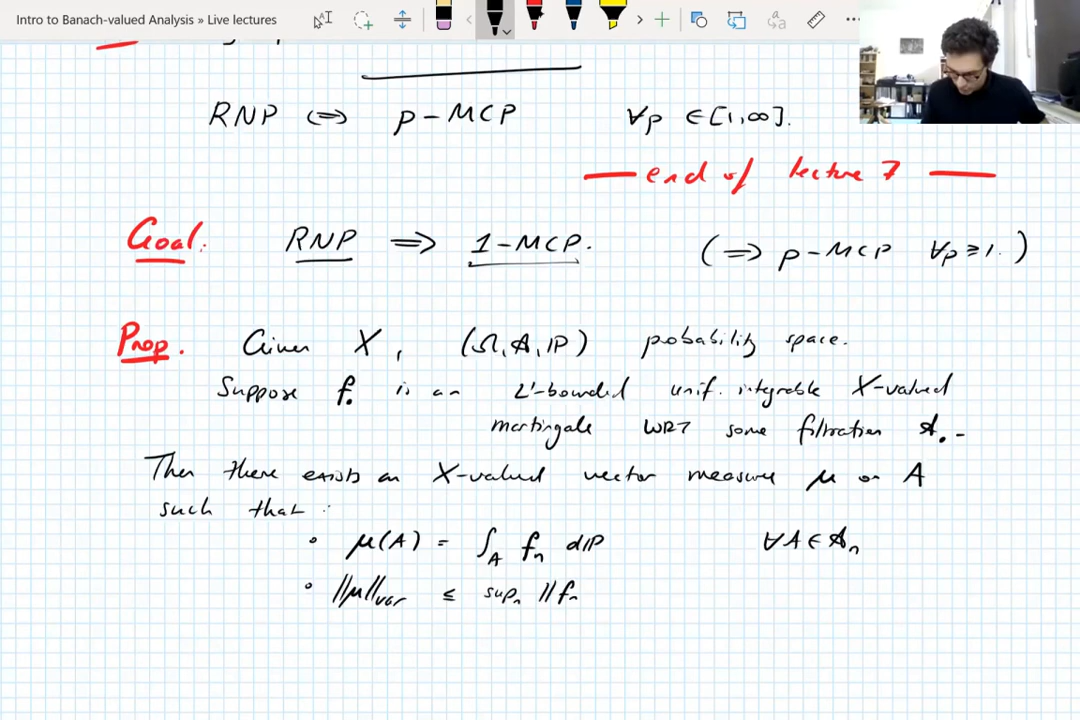 Intro to Banach-valued Analysis » Live lectures
RNP ⟺ p-MCP ∀p ∈ [1,∞].
end of lecture 7
Goal: RNP ⟹ 1-MCP. (⟹ p-MCP ∀p ≥ 1.)
Prop. Given X, (Ω, 𝒜, ℙ) probability space.
Suppose f. is an L¹-bounded unif. integrable X-valued
martingale WRT some filtration 𝒜. -
Then there exists an X-valued vector measure μ on A
such that:
• μ(A) = ∫_A f_n dℙ ∀A ∈ 𝒜_n
• ‖μ‖_var ≤ sup_n ‖f_n